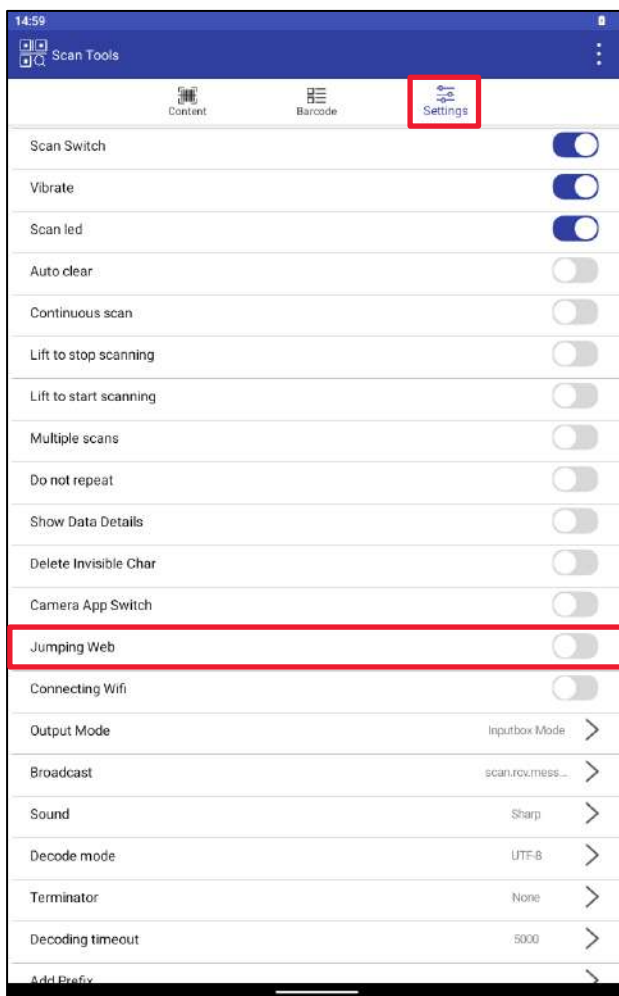 14:59
Scan Tools
Content Barcode Settings
Scan Switch
Vibrate
Scan led
Auto clear
Continuous scan
Lift to stop scanning
Lift to start scanning
Multiple scans
Do not repeat
Show Data Details
Delete Invisible Char
Camera App Switch
Jumping Web
Connecting Wifi
Output Mode Inputbox Mode
Broadcast scan.rcv.mess...
Sound Sharp
Decode mode UTF-8
Terminator None
Decoding timeout 5000
Add Prefix